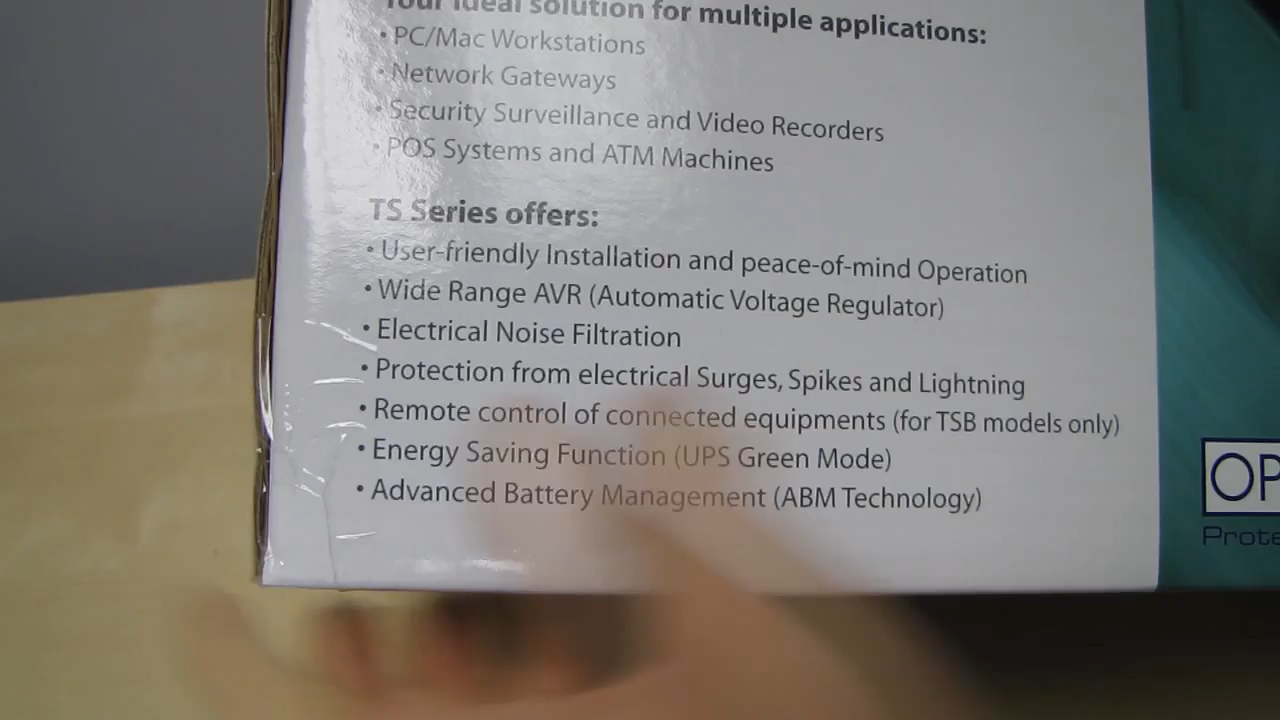 Your ideal solution for multiple applications:
• PC/Mac Workstations
• Network Gateways
• Security Surveillance and Video Recorders
• POS Systems and ATM Machines
TS Series offers:
• User-friendly Installation and peace-of-mind Operation
• Wide Range AVR (Automatic Voltage Regulator)
• Electrical Noise Filtration
• Protection from electrical Surges, Spikes and Lightning
• Remote control of connected equipments (for TSB models only)
• Energy Saving Function (UPS Green Mode)
• Advanced Battery Management (ABM Technology)
OP
Prote